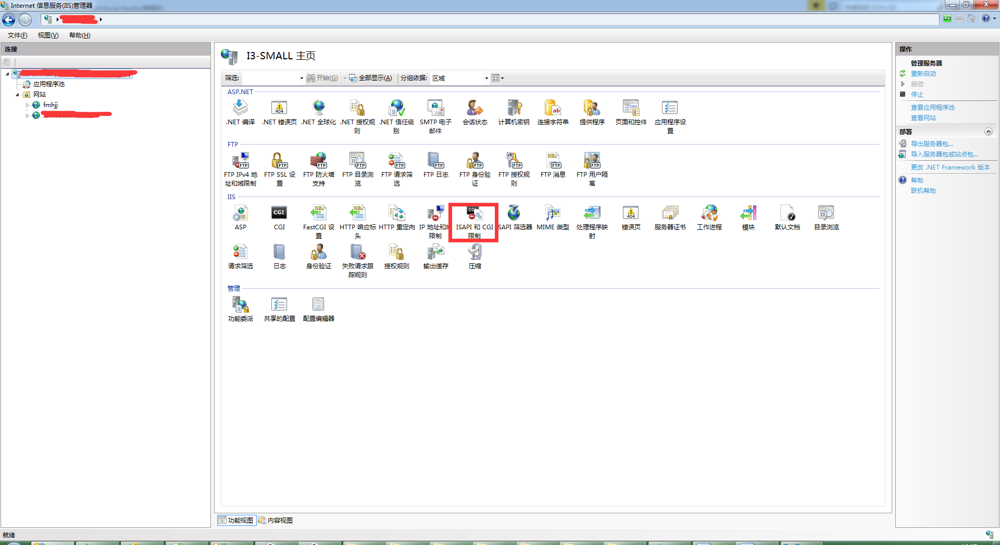 Internet 信息服务(IIS)管理器
文件(F) 视图(V) 帮助(H)
连接
应用程序池
网站
fmhjj
I3-SMALL 主页
筛选: 开始(G) 全部显示(A) 分组依据: 区域
ASP.NET
.NET 编译
.NET 错误页
.NET 全球化
.NET 授权规
则
.NET 信任级
别
SMTP 电子
邮件
会话状态
计算机密钥
连接字符串
提供程序
页面和控件
应用程序设
置
FTP
FTP IPv4 地
址和域限制
FTP SSL 设
置
FTP 防火墙
支持
FTP 目录浏
览
FTP 请求筛
选
FTP 日志
FTP 身份验
证
FTP 授权规
则
FTP 消息
FTP 用户隔
离
IIS
ASP
CGI
FastCGI 设
置
HTTP 响应标
头
HTTP 重定向
IP 地址和域
限制
ISAPI 和 CGI
限制
SAPI 筛选器
MIME 类型
处理程序映
射
错误页
服务器证书
工作进程
模块
默认文档
目录浏览
请求筛选
日志
身份验证
失败请求跟
踪规则
授权规则
输出缓存
压缩
管理
功能委派
共享的配置
配置编辑器
功能视图 内容视图
就绪
操作
管理服务器
重新启动
启动
停止
查看应用程序池
查看网站
部署
导出服务器包...
导入服务器包或站点包...
更改 .NET Framework 版本
帮助
联机帮助